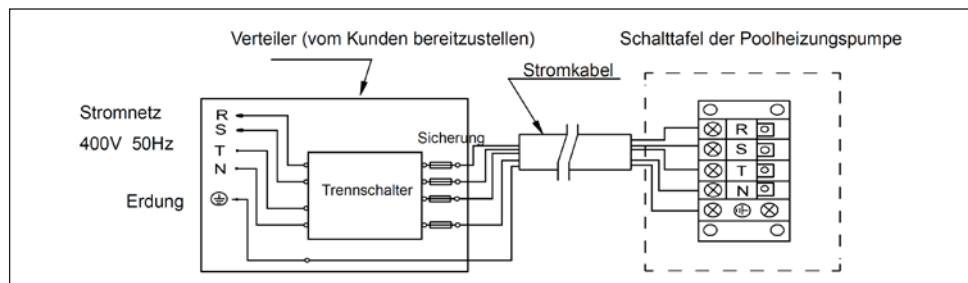 Verteiler (vom Kunden bereitzustellen)
Schalttafel der Poolheizungspumpe
Stromkabel
Stromnetz
400V 50Hz
Erdung
R
S
T
N
Trennschalter
Sicherung
R
S
T
N